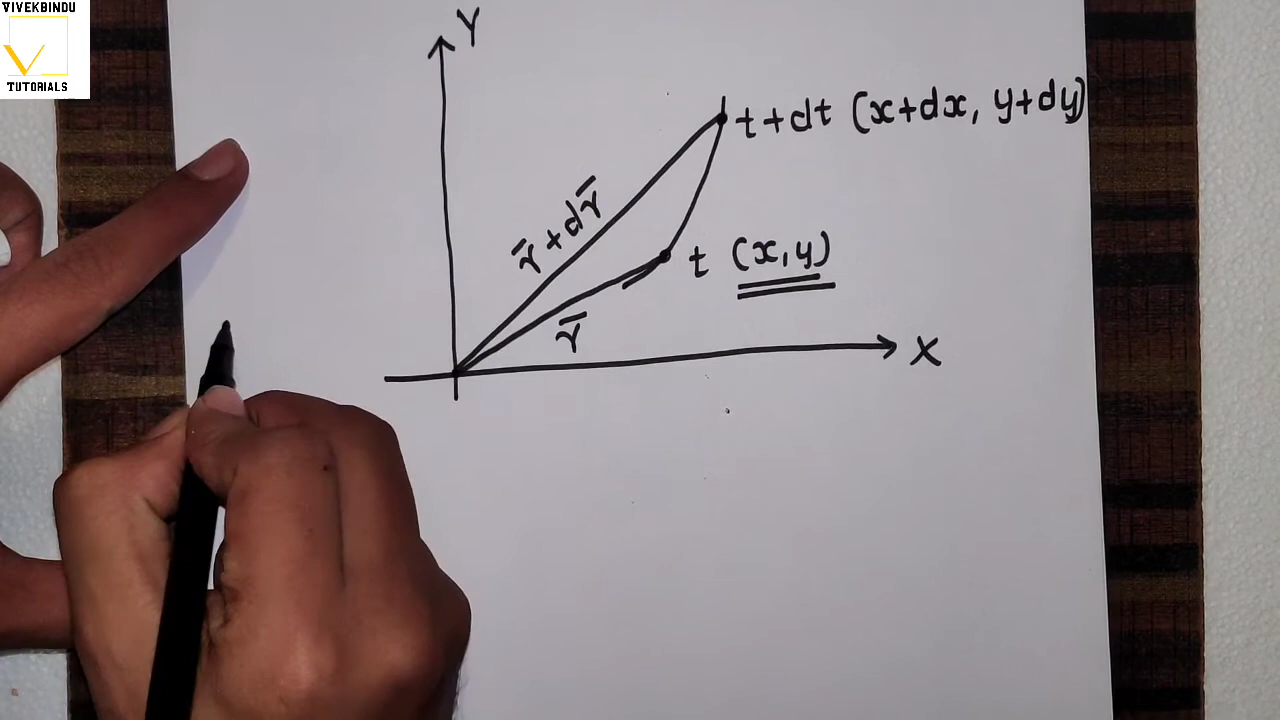 VIVEKBINDU
TUTORIALS
Y
t+dt (x+dx, y+dy)
r̅+dr̅
t (x,y)
r̅
X